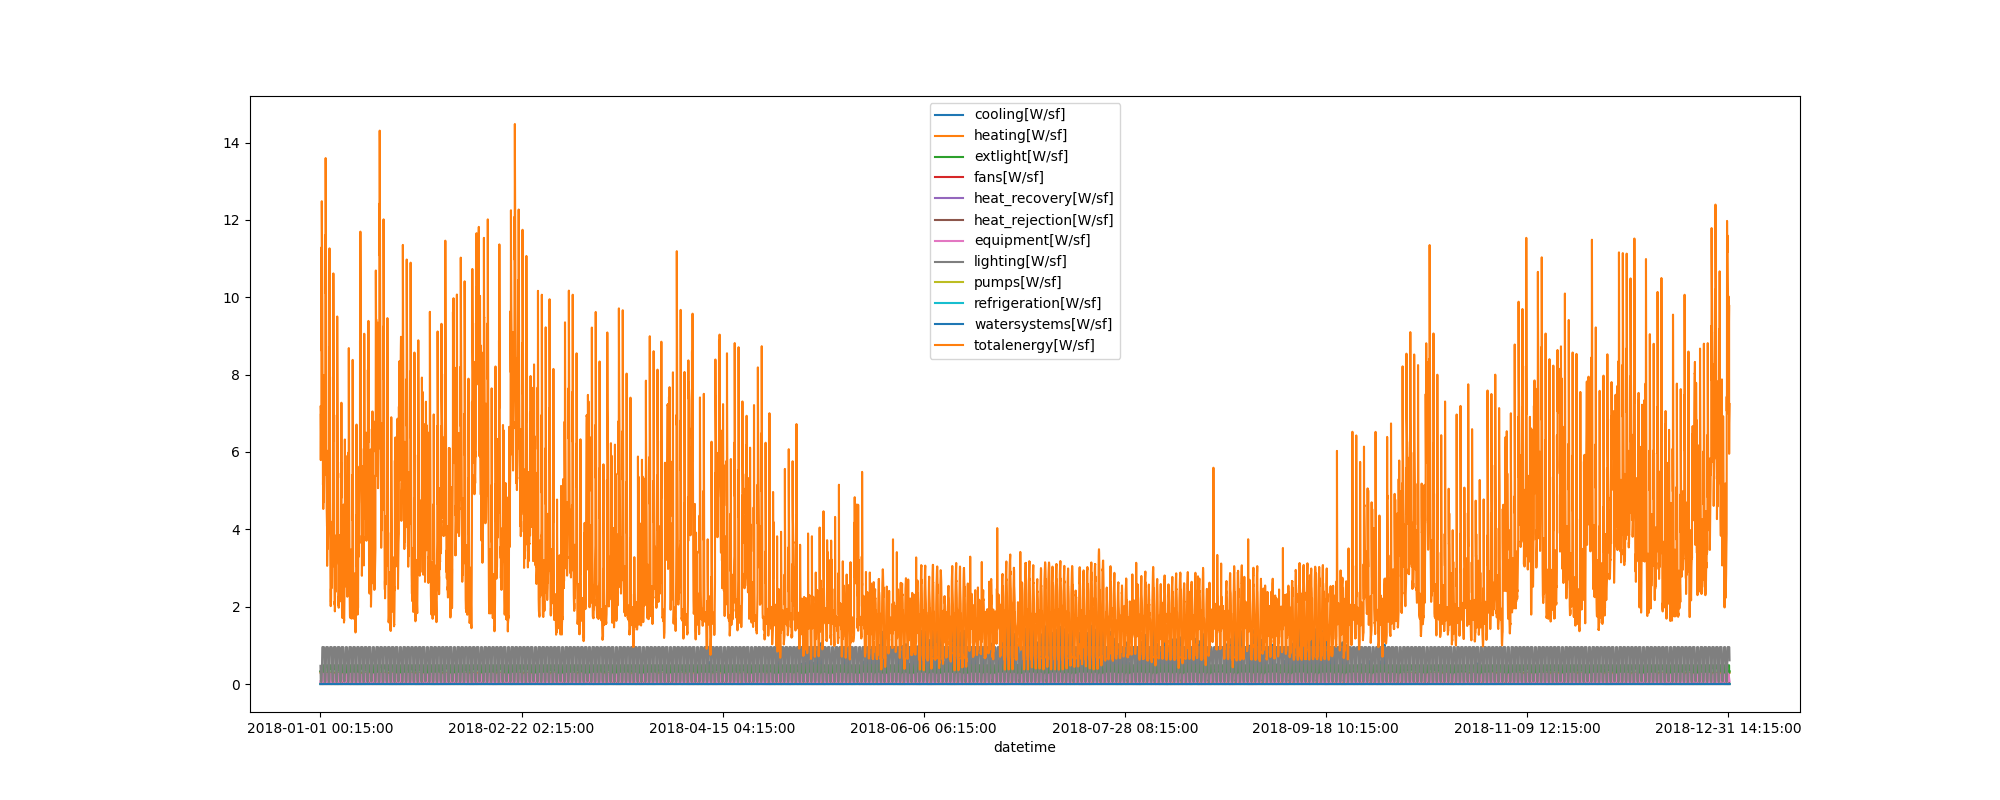 cooling[W/sf]
heating[W/sf]
extlight[W/sf]
fans[W/sf]
heat_recovery[W/sf]
heat_rejection[W/sf]
equipment[W/sf]
lighting[W/sf]
pumps[W/sf]
refrigeration[W/sf]
watersystems[W/sf]
totalenergy[W/sf]
14
12
10
8
6
4
2
0
2018-01-01 00:15:00 2018-02-22 02:15:00 2018-04-15 04:15:00 2018-06-06 06:15:00 2018-07-28 08:15:00 2018-09-18 10:15:00 2018-11-09 12:15:00 2018-12-31 14:15:00
datetime